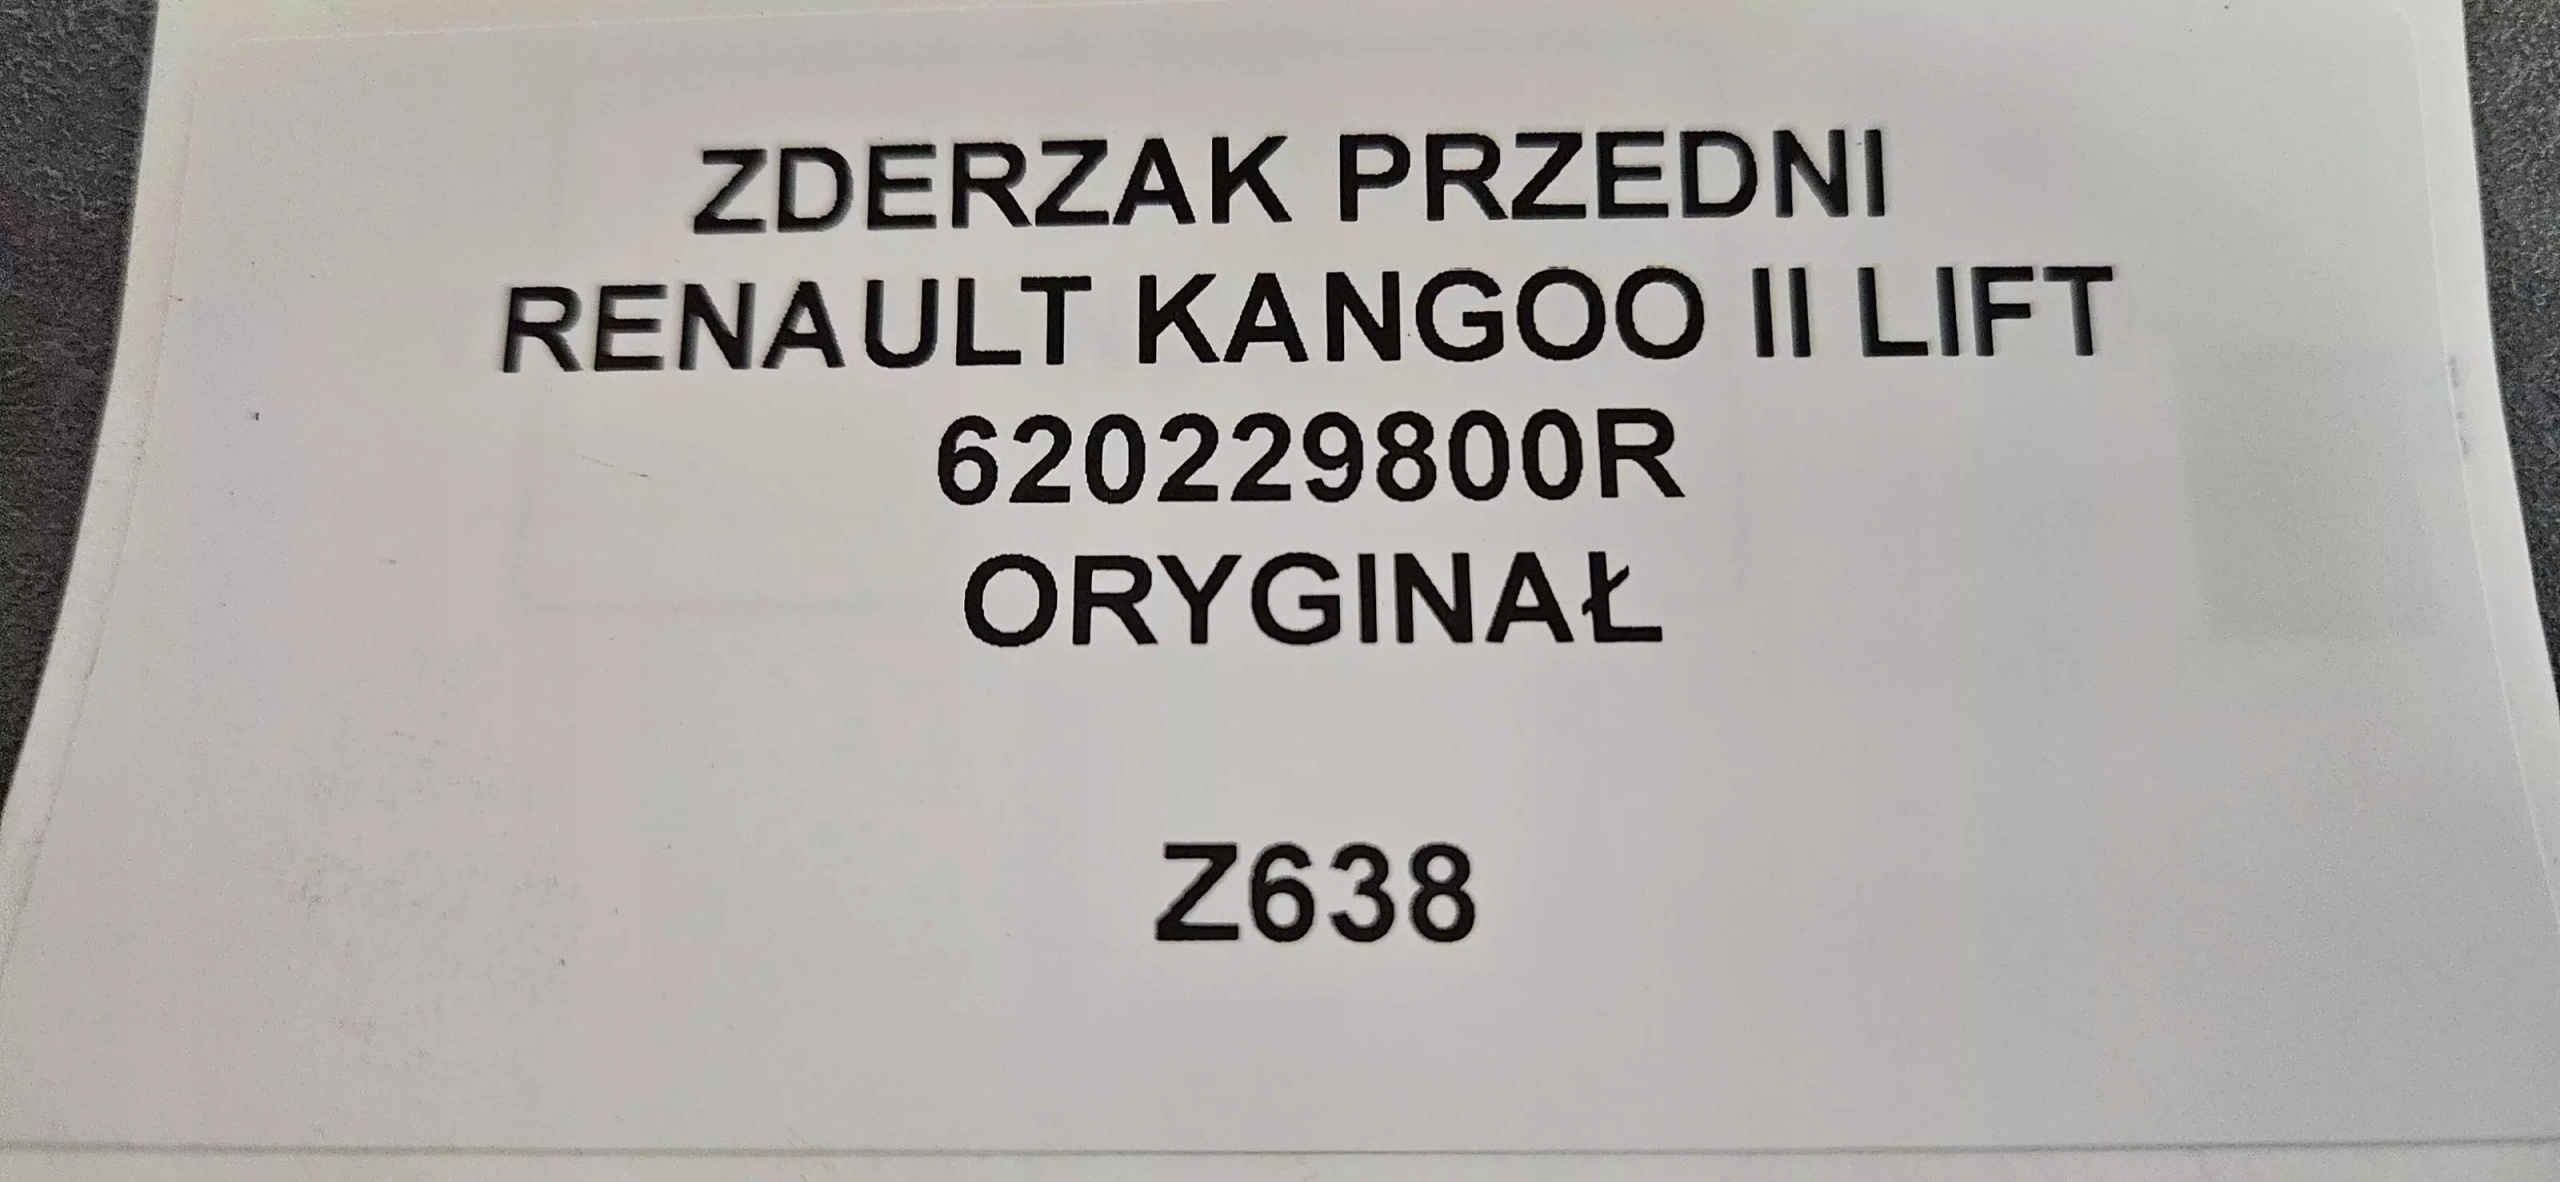 ZDERZAK PRZEDNI
RENAULT KANGOO II LIFT
620229800R
ORYGINAŁ
Z638